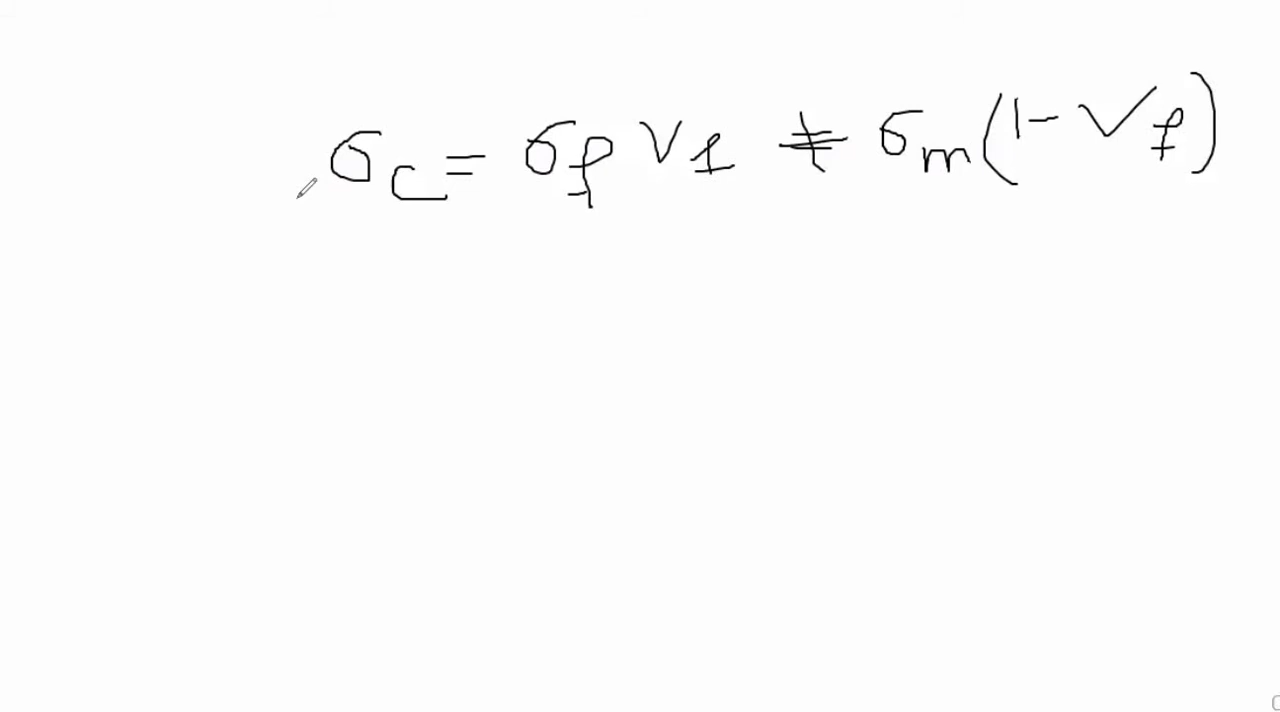 σc = σf Vf ≠ σm(1 - Vf)